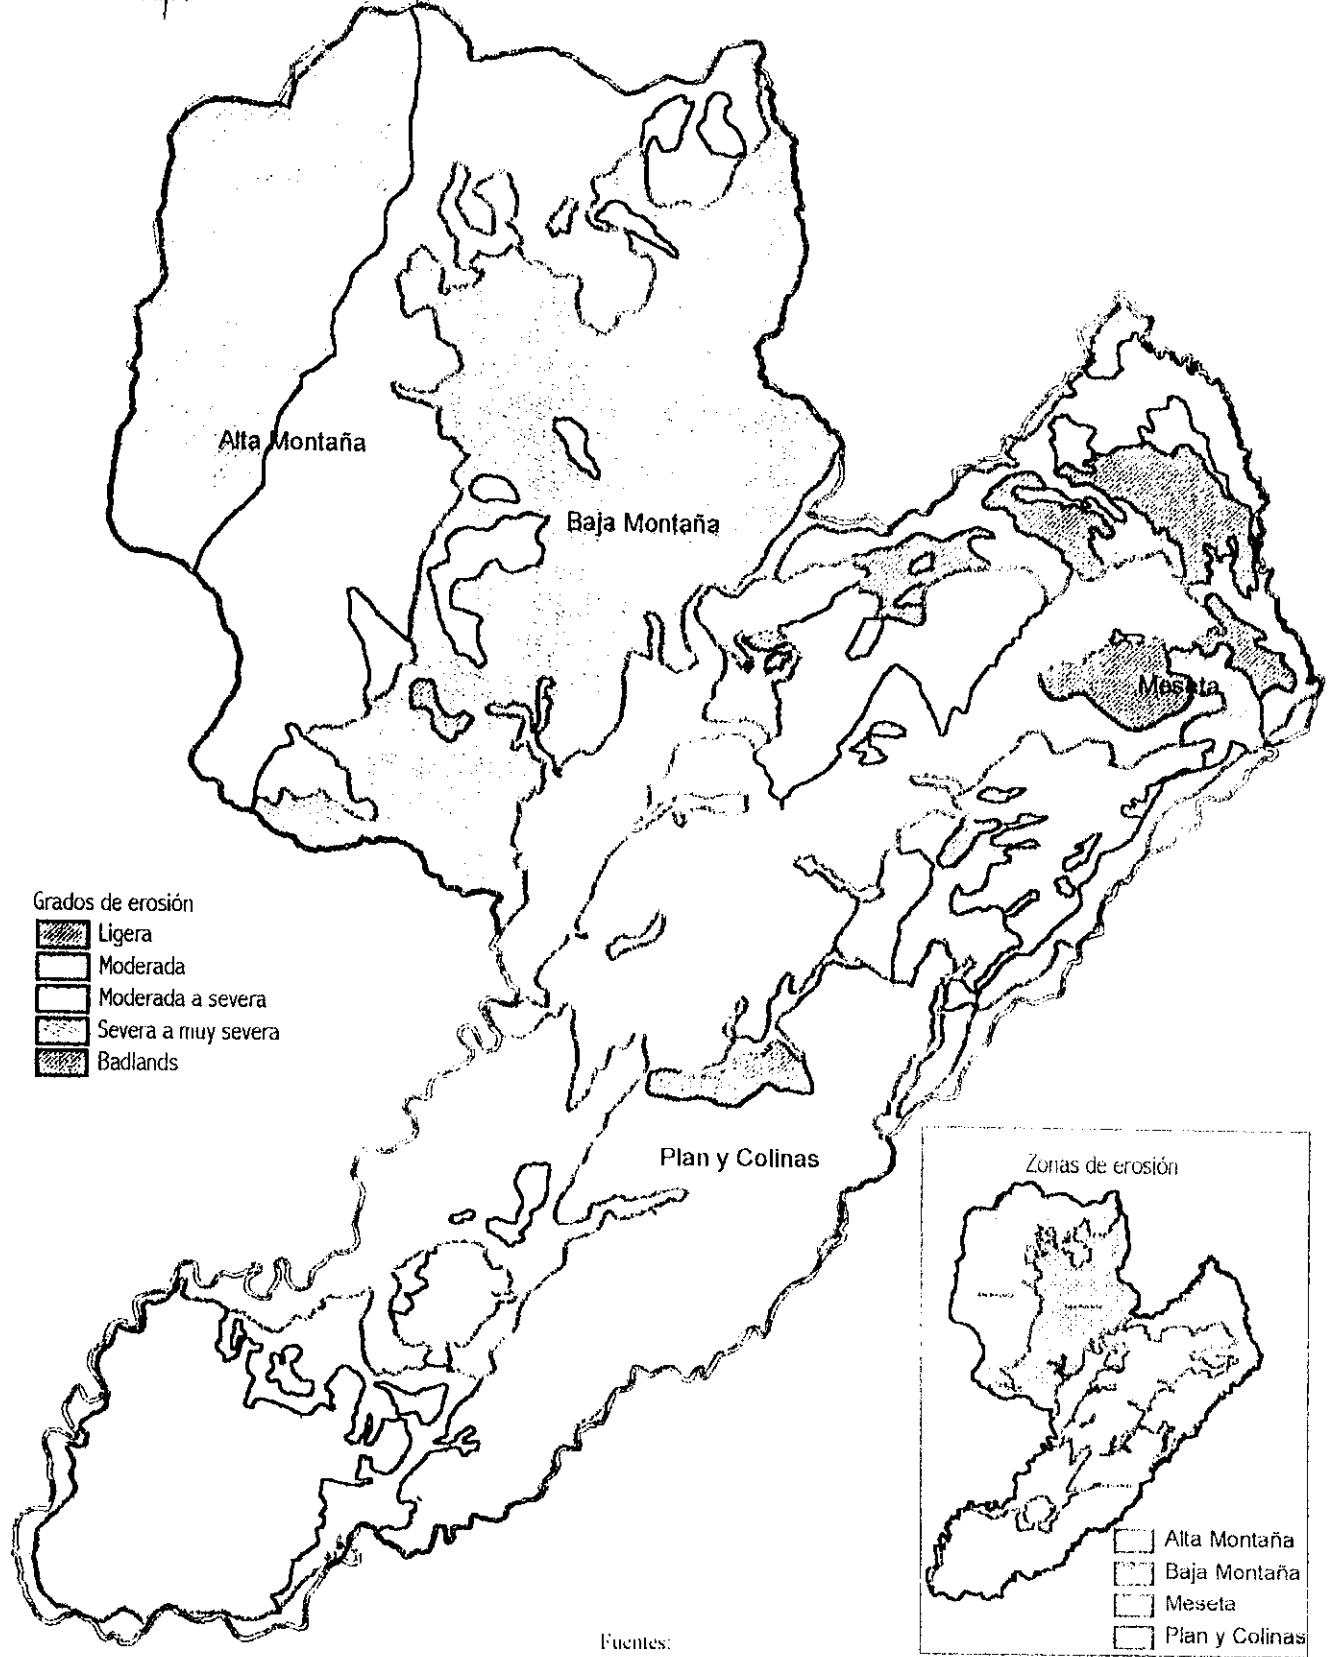 Alta Montaña
Baja Montaña
Meseta
Grados de erosión
Ligera
Moderada
Moderada a severa
Severa a muy severa
Badlands
Plan y Colinas
Zonas de erosión
Alta Montaña
Baja Montaña
Meseta
Plan y Colinas
Fuentes: